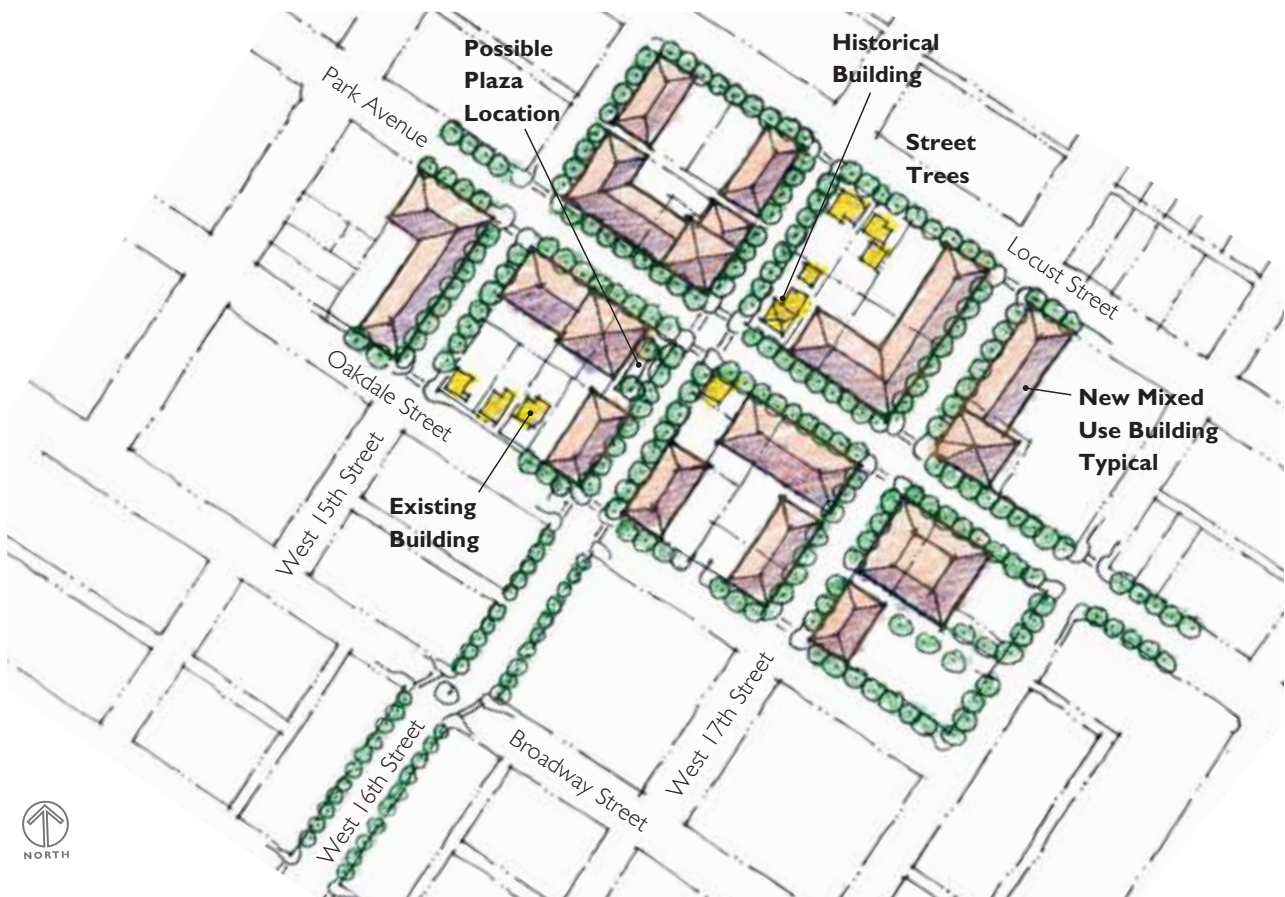 Possible
Plaza
Location
Historical
Building
Park Avenue
Street
Trees
Locust Street
New Mixed
Use Building
Typical
Oakdale Street
West 15th Street
Existing
Building
West 17th Street
Broadway Street
West 16th Street
NORTH